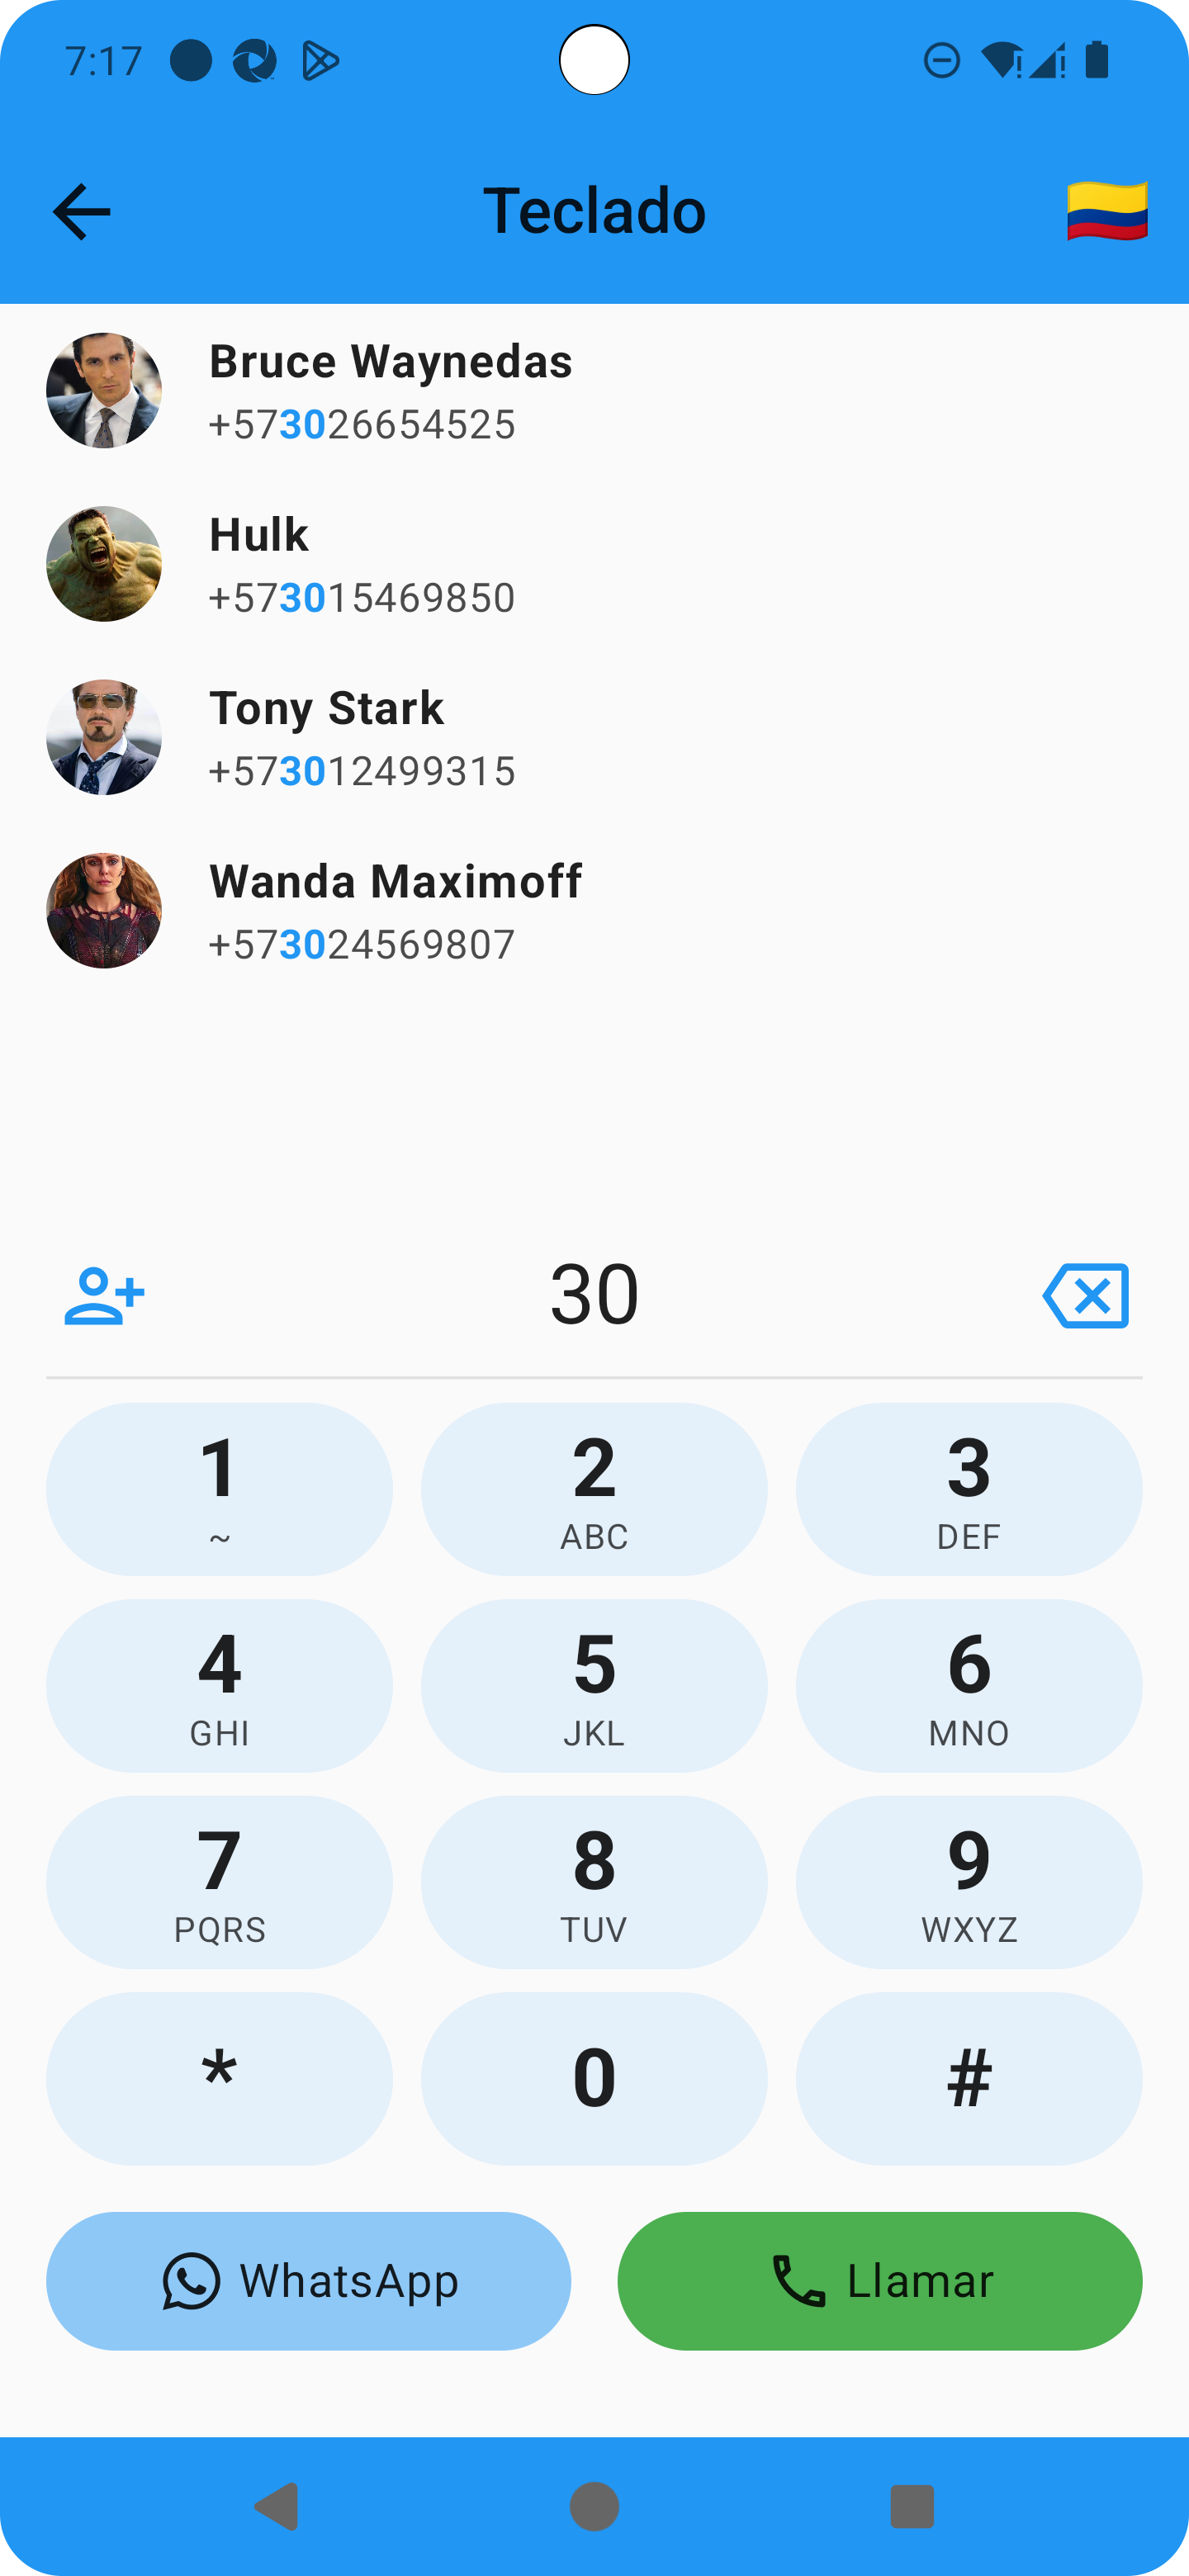 7:17
Teclado
Bruce Waynedas
+573026654525
Hulk
+573015469850
Tony Stark
+573012499315
Wanda Maximoff
+573024569807
30
1 2 3
~ ABC DEF
4 5 6
GHI JKL MNO
7 8 9
PQRS TUV WXYZ
* 0 #
WhatsApp Llamar